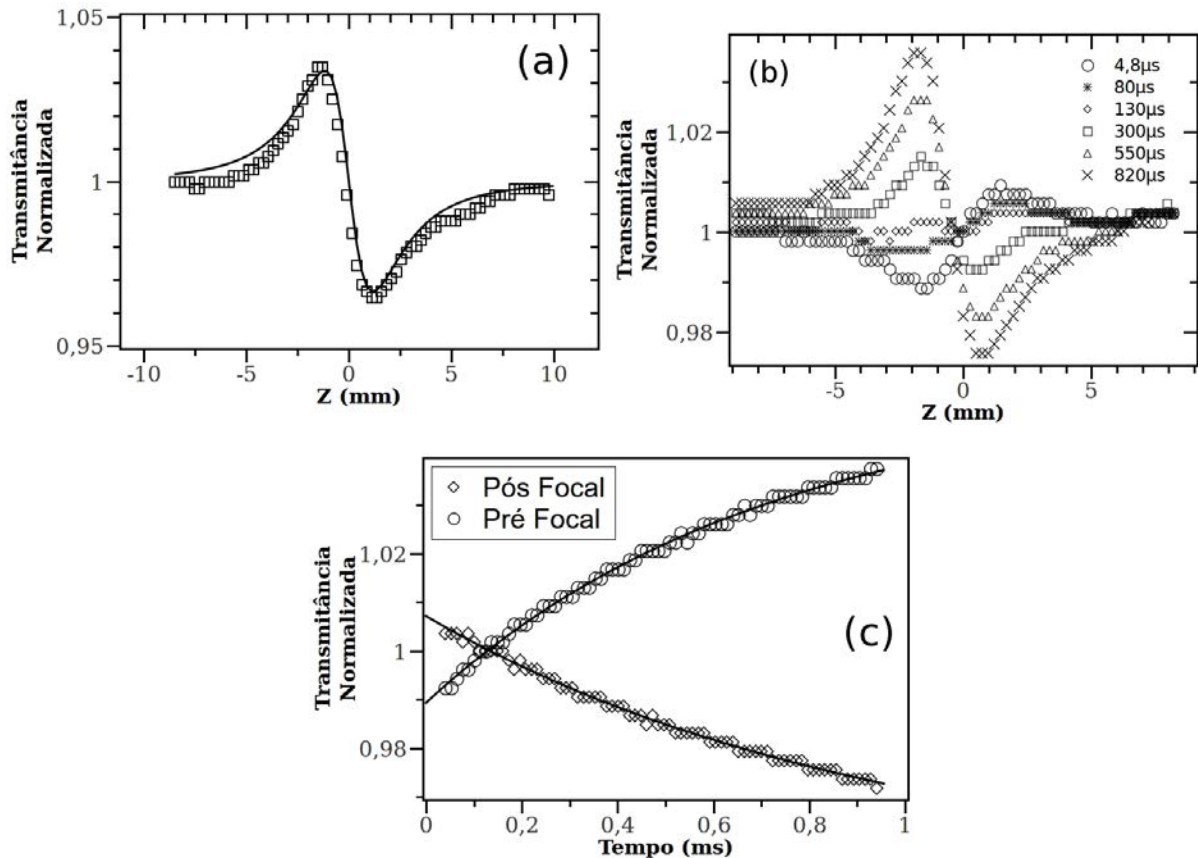 1,05
(a)
Transmitância
Normalizada
1
0,95
-10
-5
0
5
10
Z (mm)
(b)
4,8µs
80µs
130µs
300µs
550µs
820µs
Transmitância
Normalizada
1,02
1
0,98
-5
0
5
Z (mm)
Pós Focal
Pré Focal
(c)
Transmitância
Normalizada
1,02
1
0,98
0
0,2
0,4
0,6
0,8
1
Tempo (ms)